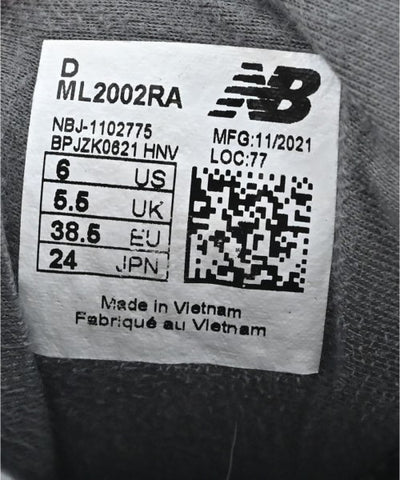 D
ML2002RA
NB
NBJ-1102775
BPJZK0621 HNV
MFG:11/2021
LOC:77
6 US
5.5 UK
38.5 EU
24 JPN
Made in Vietnam
Fabriqué au Vietnam